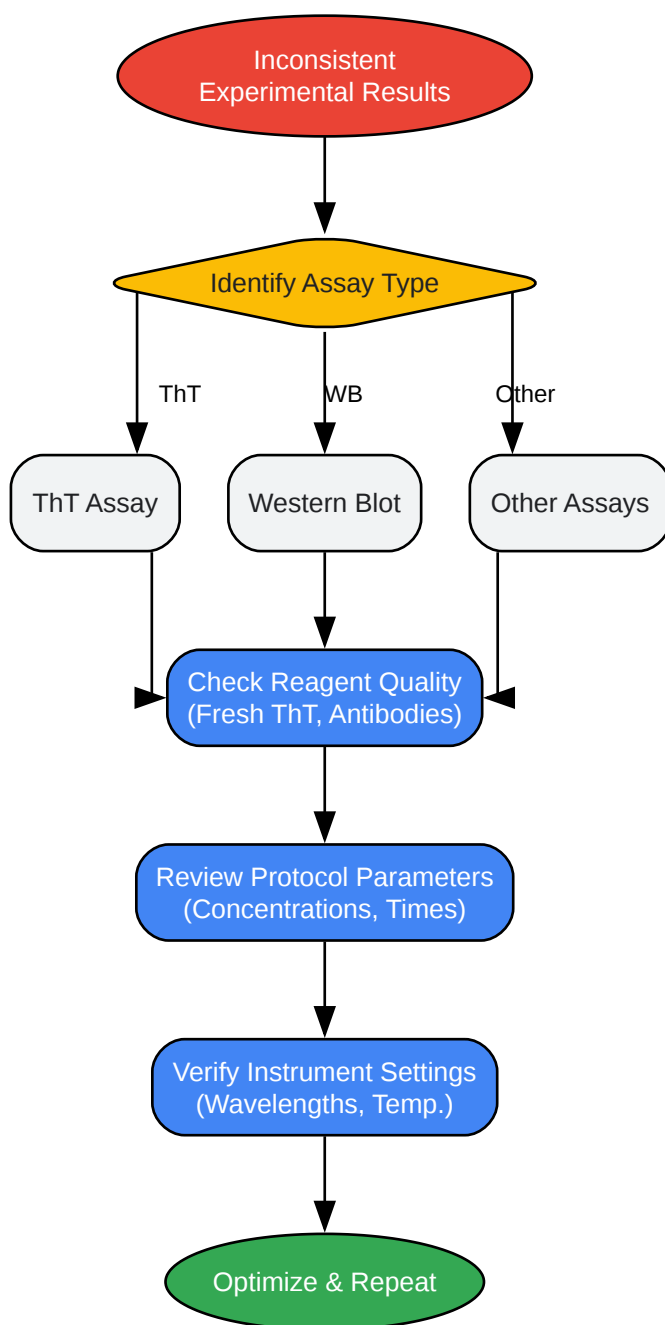 Inconsistent
Experimental Results
Identify Assay Type
ThT
WB
Other
ThT Assay
Western Blot
Other Assays
Check Reagent Quality
(Fresh ThT, Antibodies)
Review Protocol Parameters
(Concentrations, Times)
Verify Instrument Settings
(Wavelengths, Temp.)
Optimize & Repeat